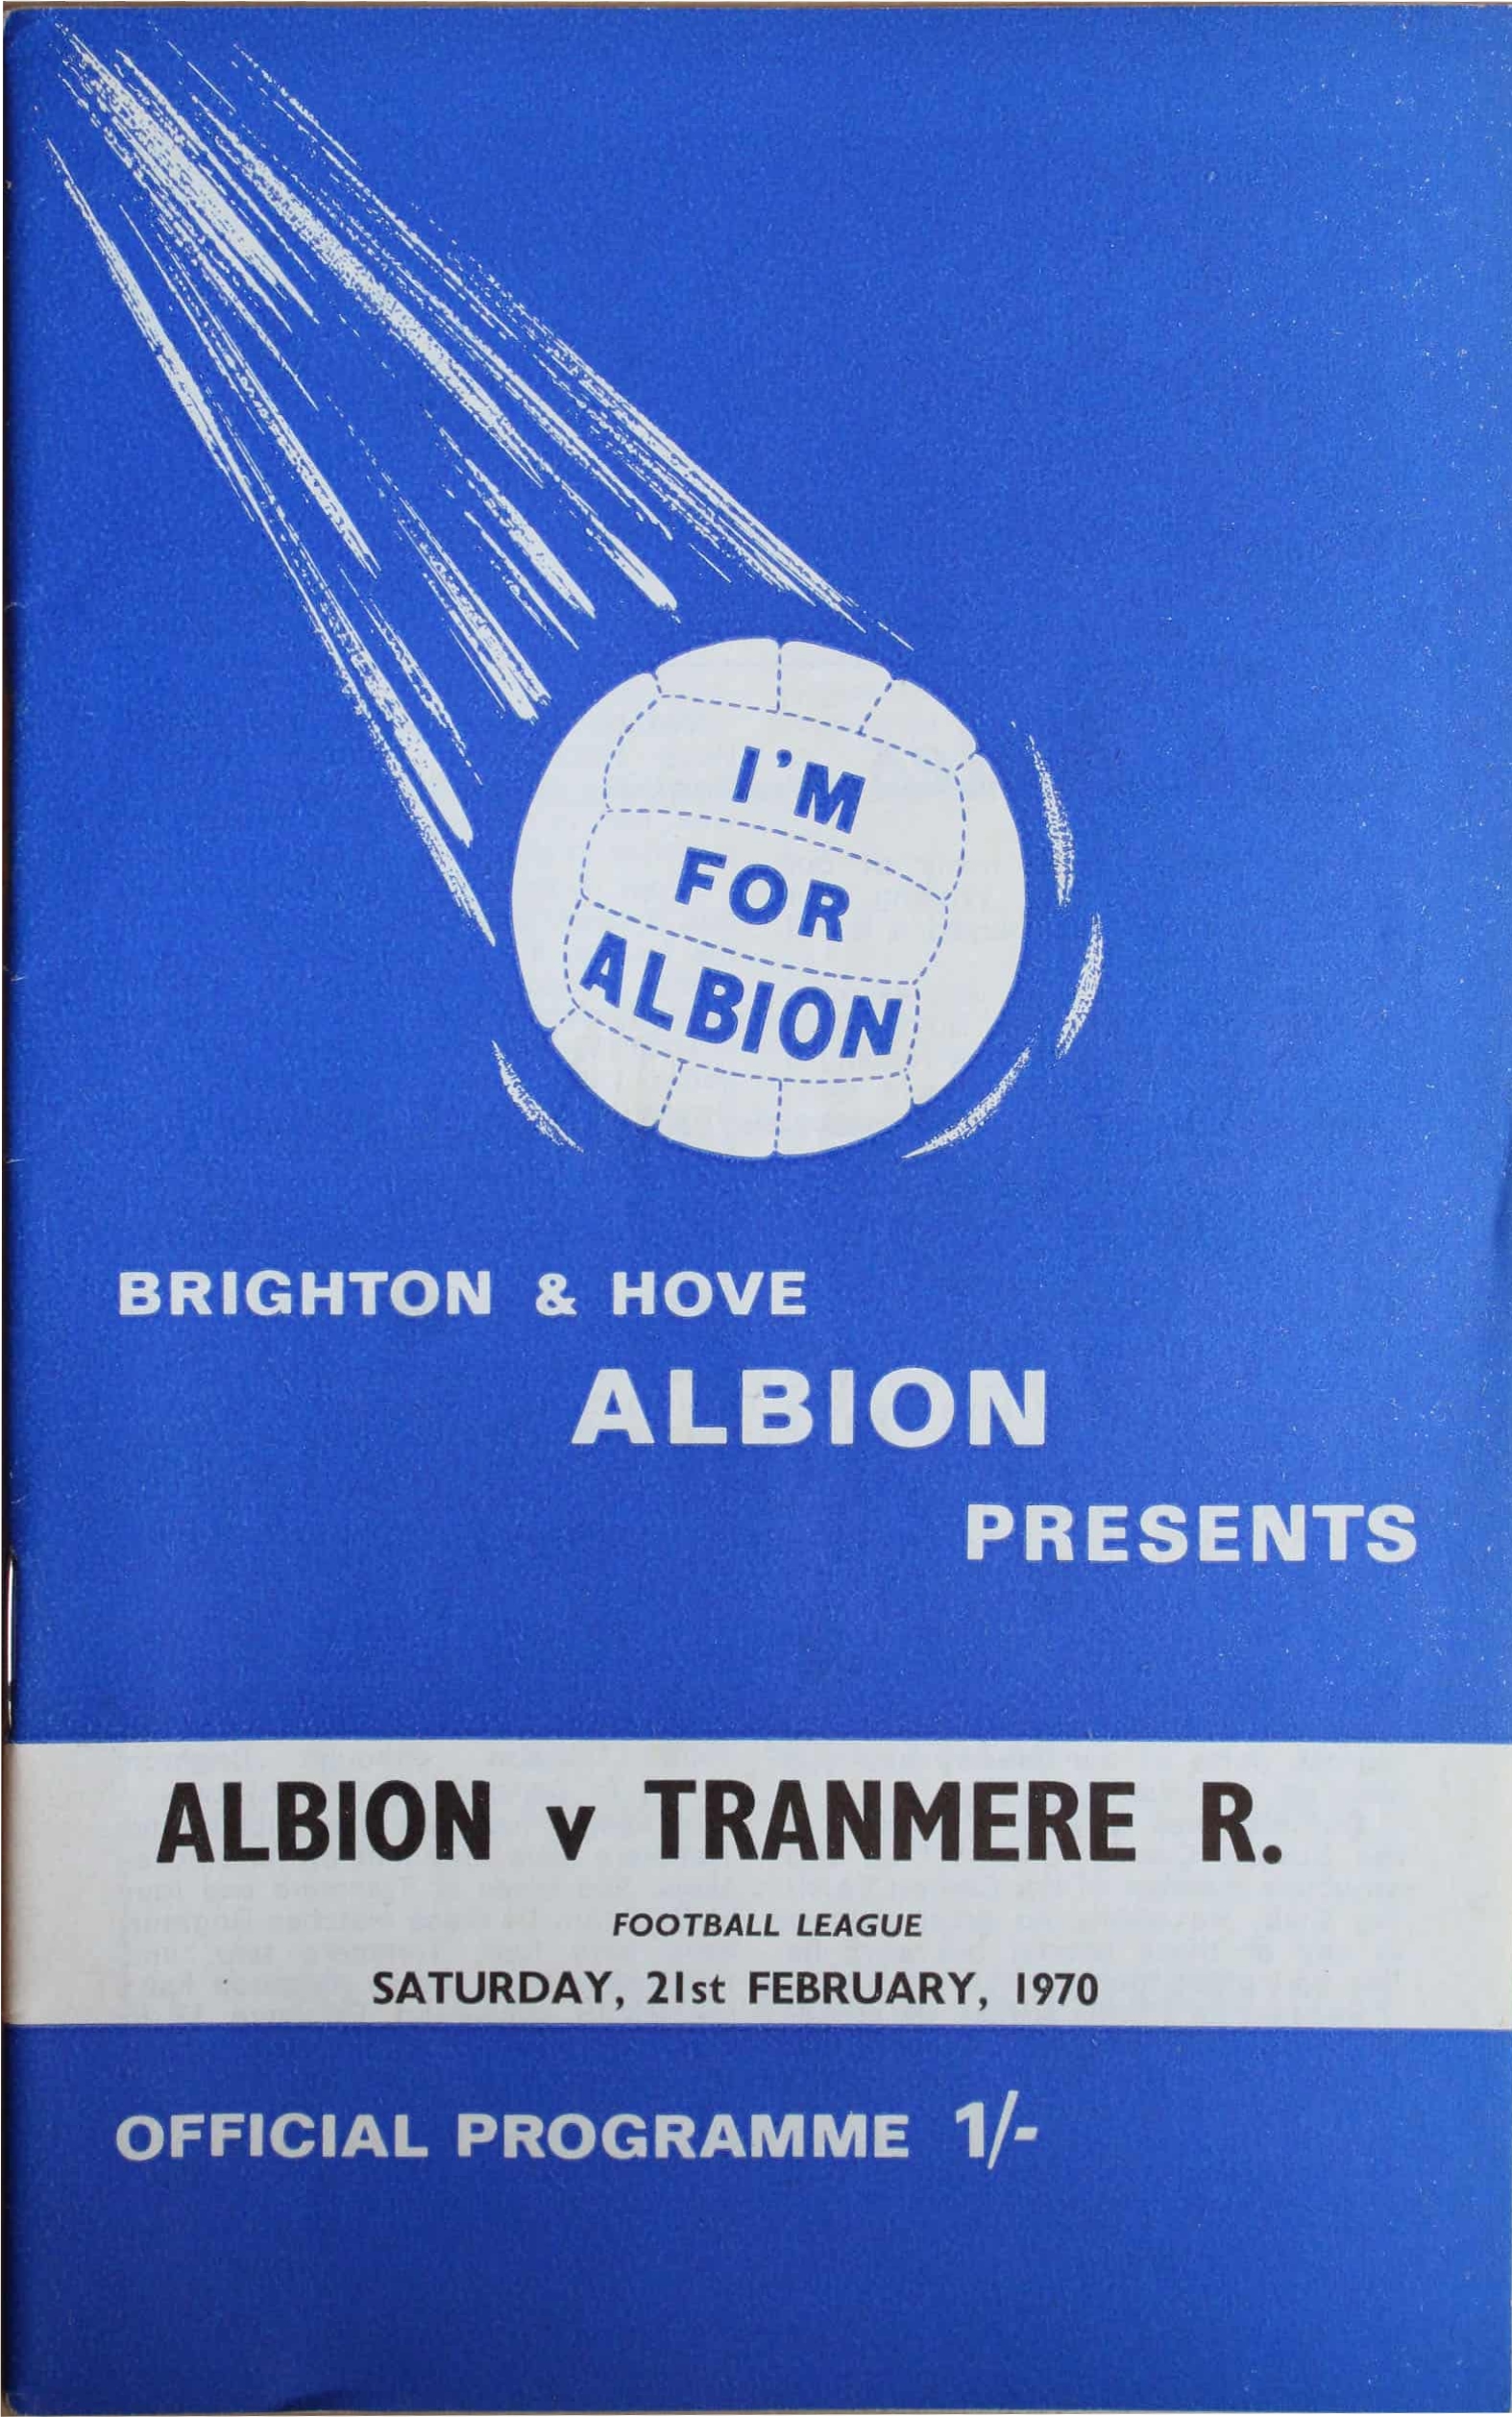 I'M
FOR
ALBION
BRIGHTON & HOVE
ALBION
PRESENTS
ALBION v TRANMERE R.
FOOTBALL LEAGUE
SATURDAY, 21st FEBRUARY, 1970
OFFICIAL PROGRAMME 1/-